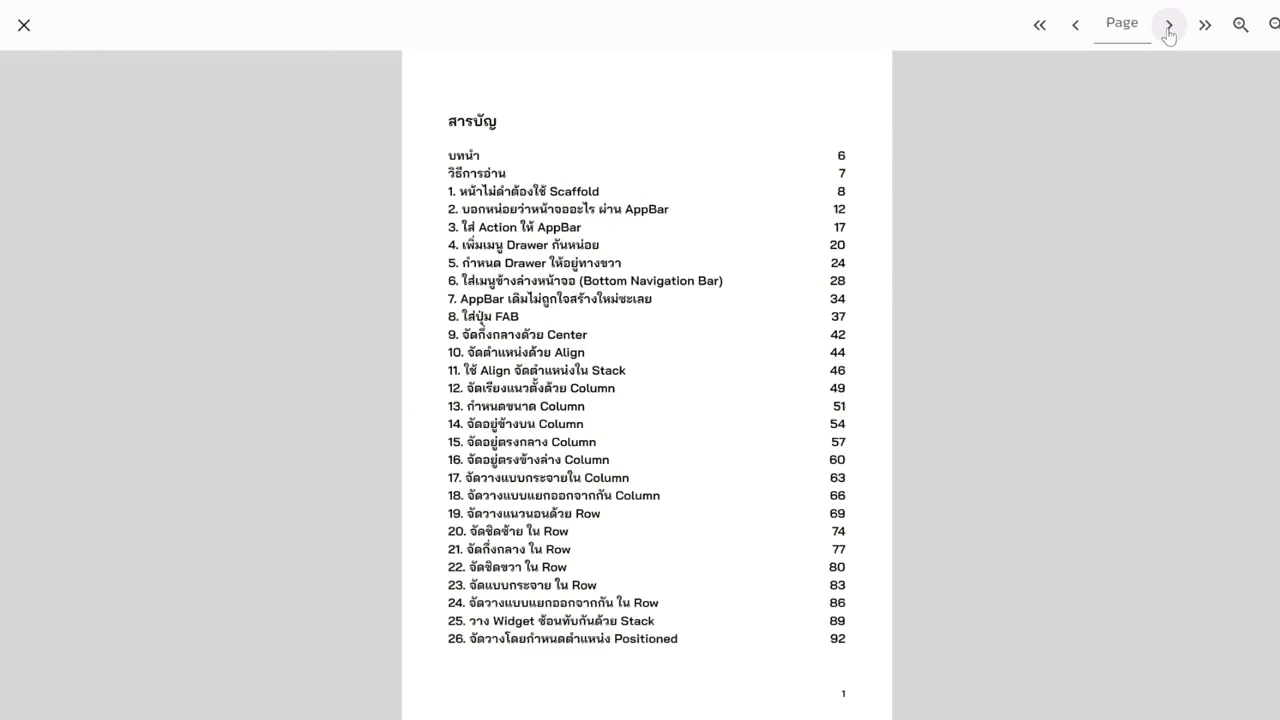 Page
สารบัญ
บทนำ 6
วิธีการอ่าน 7
1. หน้าไม่ดำต้องใช้ Scaffold 8
2. บอกหน่อยว่าหน้าจออะไร ผ่าน AppBar 12
3. ใส่ Action ให้ AppBar 17
4. เพิ่มเมนู Drawer กันหน่อย 20
5. กำหนด Drawer ให้อยู่ทางขวา 24
6. ใส่เมนูข้างล่างหน้าจอ (Bottom Navigation Bar) 28
7. AppBar เดิมไม่ถูกใจสร้างใหม่ซะเลย 34
8. ใส่ปุ่ม FAB 37
9. จัดกึ่งกลางด้วย Center 42
10. จัดตำแหน่งด้วย Align 44
11. ใช้ Align จัดตำแหน่งใน Stack 46
12. จัดเรียงแนวตั้งด้วย Column 49
13. กำหนดขนาด Column 51
14. จัดอยู่ข้างบน Column 54
15. จัดอยู่ตรงกลาง Column 57
16. จัดอยู่ตรงข้างล่าง Column 60
17. จัดวางแบบกระจายใน Column 63
18. จัดวางแบบแยกออกจากกัน Column 66
19. จัดวางแนวนอนด้วย Row 69
20. จัดชิดซ้าย ใน Row 74
21. จัดกึ่งกลาง ใน Row 77
22. จัดชิดขวา ใน Row 80
23. จัดแบบกระจาย ใน Row 83
24. จัดวางแบบแยกออกจากกัน ใน Row 86
25. วาง Widget ซ้อนทับกันด้วย Stack 89
26. จัดวางโดยกำหนดตำแหน่ง Positioned 92
1